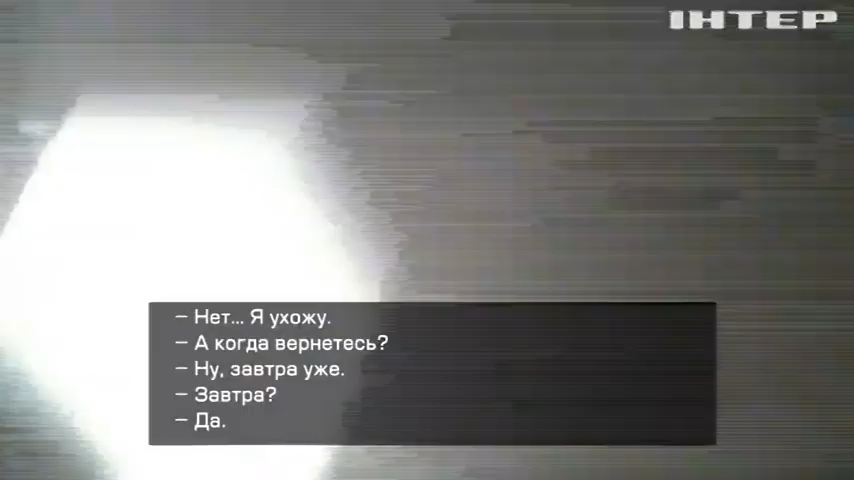 ІНТЕР
– Нет... Я ухожу.
– А когда вернетесь?
– Ну, завтра уже.
– Завтра?
– Да.